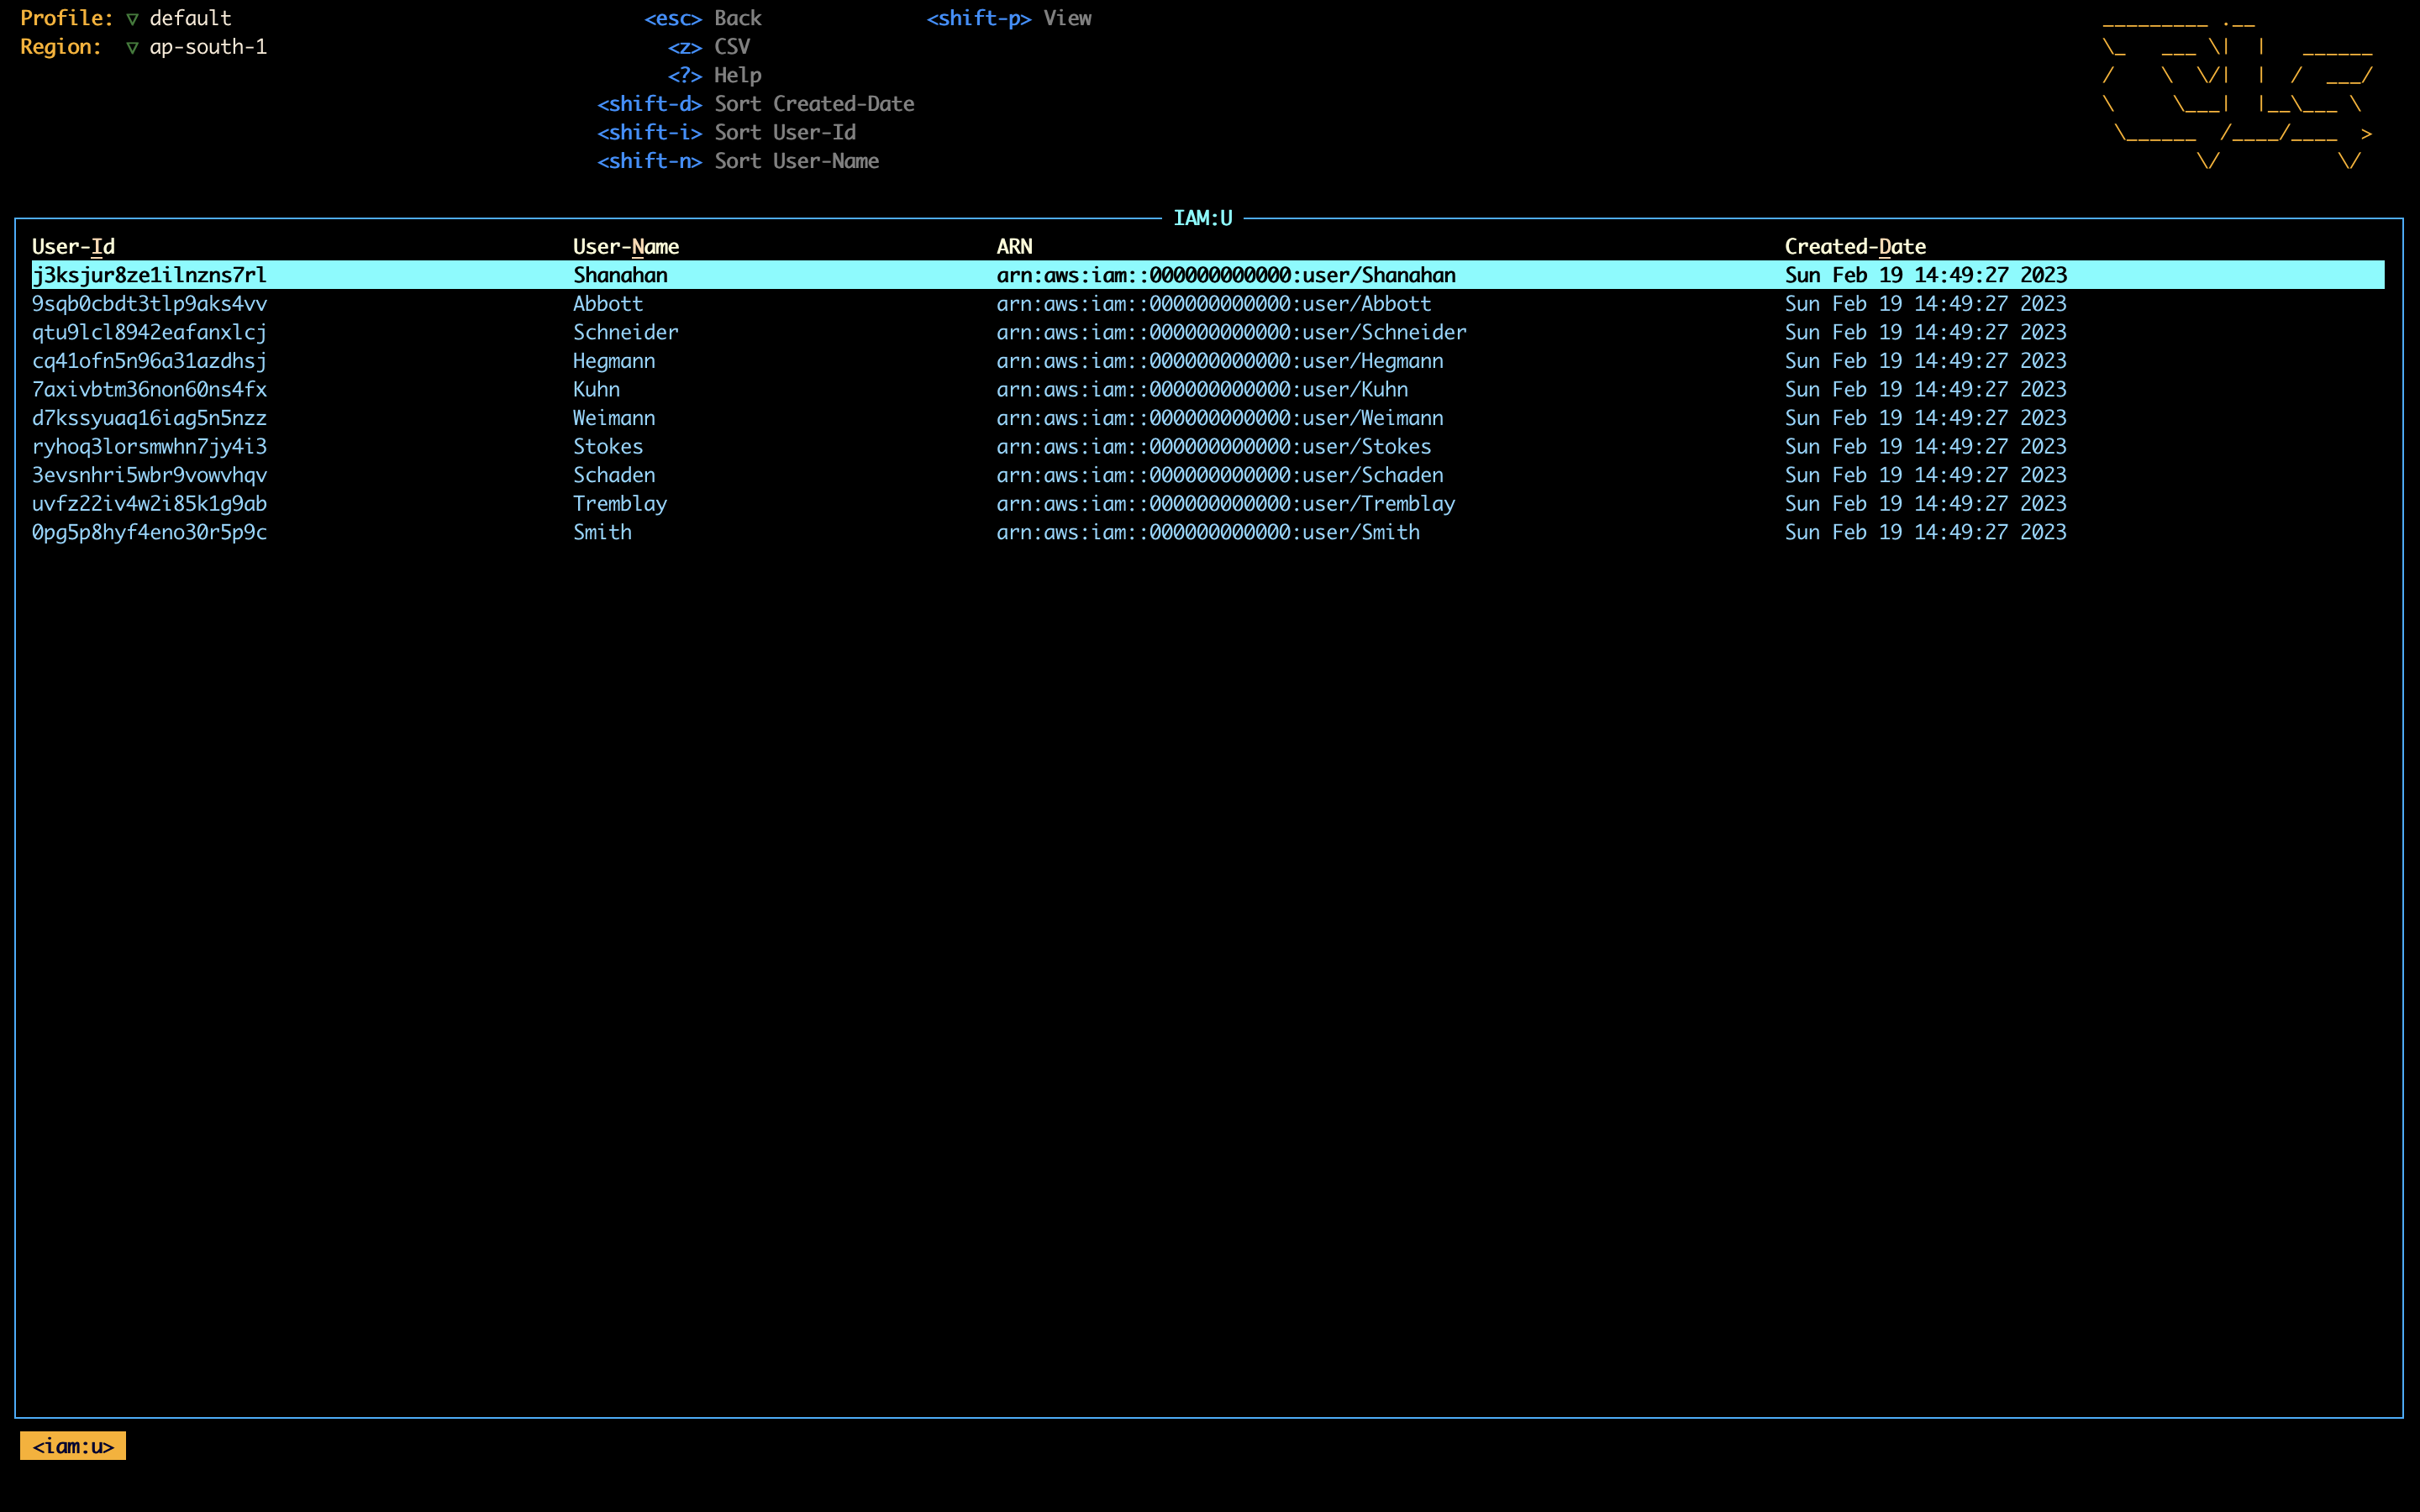 Profile: ▽ default <esc> Back <shift-p> View
Region: ▽ ap-south-1 <z> CSV
<?> Help
<shift-d> Sort Created-Date
<shift-i> Sort User-Id
<shift-n> Sort User-Name
IAM:U
User-Id User-Name ARN Created-Date
j3ksjur8ze1ilnzns7rl Shanahan arn:aws:iam::000000000000:user/Shanahan Sun Feb 19 14:49:27 2023
9sqb0cbdt3tlp9aks4vv Abbott arn:aws:iam::000000000000:user/Abbott Sun Feb 19 14:49:27 2023
qtu9lcl8942eafanxlcj Schneider arn:aws:iam::000000000000:user/Schneider Sun Feb 19 14:49:27 2023
cq41ofn5n96a31azdhsj Hegmann arn:aws:iam::000000000000:user/Hegmann Sun Feb 19 14:49:27 2023
7axivbtm36non60ns4fx Kuhn arn:aws:iam::000000000000:user/Kuhn Sun Feb 19 14:49:27 2023
d7kssyuaq16iag5n5nzz Weimann arn:aws:iam::000000000000:user/Weimann Sun Feb 19 14:49:27 2023
ryhoq3lorsmwhn7jy4i3 Stokes arn:aws:iam::000000000000:user/Stokes Sun Feb 19 14:49:27 2023
3evsnhri5wbr9vowvhqv Schaden arn:aws:iam::000000000000:user/Schaden Sun Feb 19 14:49:27 2023
uvfz22iv4w2i85k1g9ab Tremblay arn:aws:iam::000000000000:user/Tremblay Sun Feb 19 14:49:27 2023
0pg5p8hyf4eno30r5p9c Smith arn:aws:iam::000000000000:user/Smith Sun Feb 19 14:49:27 2023
<iam:u>